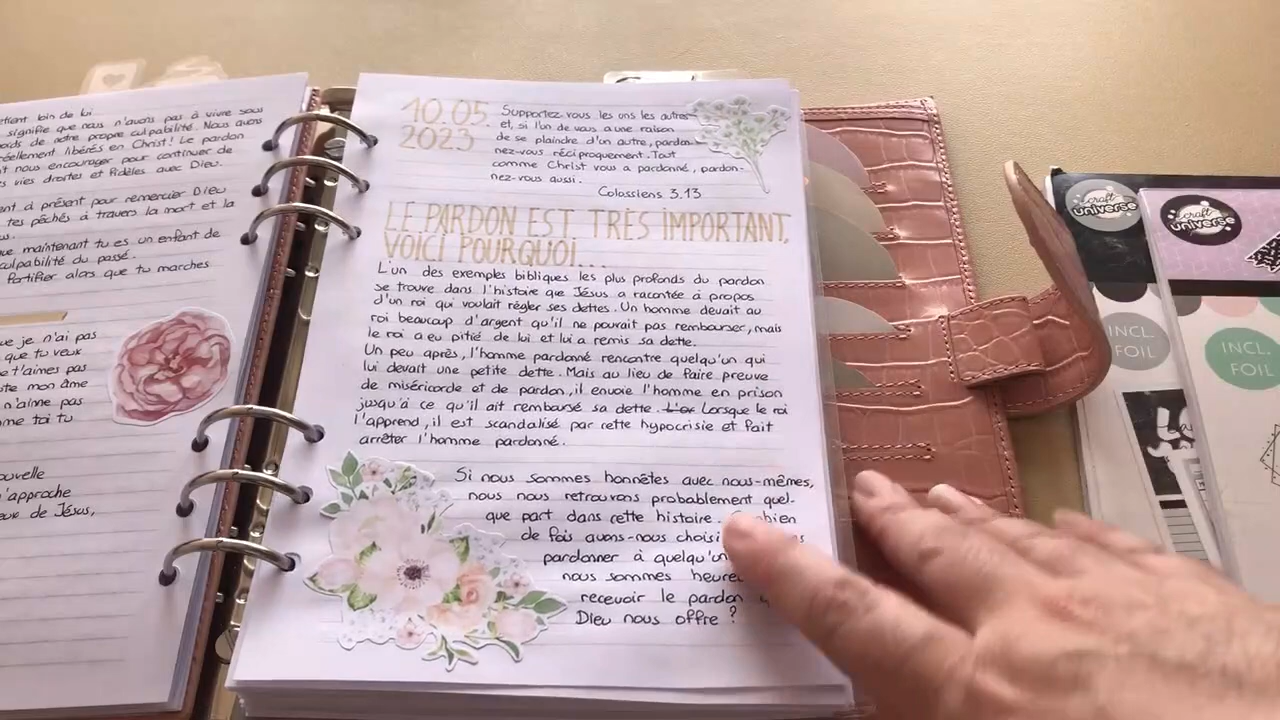 etient loin de lui
signifie que nous n'avons pas à vivre sous
oids de notre propre culpabilité. Nous avons
réellement libérés en Christ! Le pardon
nt nous encourager pour continuer de
s vies droites et fidèles avec Dieu.
ent à présent pour remercier Dieu
tes péchés à travers la mort et la
que maintenant tu es un enfant de
culpabilité du passé.
fortifier alors que tu marches
ue je n'ai pas
que tu veux
t'aimes pas
te mon âme
n'aime pas
toi tu
ouvelle
n'approche
de Jésus,
10.05.
2023
Supportez-vous les uns les autres
et, si l'on de vous a une raison
de se plaindre d'un autre, pardon-
nez-vous réciproquement. Tout
comme Christ vous a pardonné, pardon-
nez-vous aussi.
Colossiens 3.13
LE PARDON EST TRÈS IMPORTANT,
VOICI POURQUOI...
L'un des exemples bibliques les plus profonds du pardon
se trouve dans l'histoire que Jésus a racontée à propos
d'un roi qui voulait régler ses dettes. Un homme devait au
roi beaucoup d'argent qu'il ne pourait pas rembourser, mais
le roi a eu pitié de lui et lui a remis sa dette.
Un peu après, l'homme pardonné rencontre quelqu'un qui
lui devait une petite dette. Mais au lieu de faire preuve
de miséricorde et de pardon, il envoie l'homme en prison
jusqu'à ce qu'il ait remboursé sa dette. Lorsque le roi
l'apprend, il est scandalisé par cette hypocrisie et fait
arrêter l'homme pardonné.
Si nous sommes honnêtes avec nous-mêmes,
nous nous retrouvons probablement quel-
que part dans cette histoire.
de fois avons-nous choisi
pardonner à quelqu'un
nous sommes
recevoir le pardon
Dieu nous offre ?
craft
universe
INCL.
FOIL
craft
universe
INCL.
FOIL